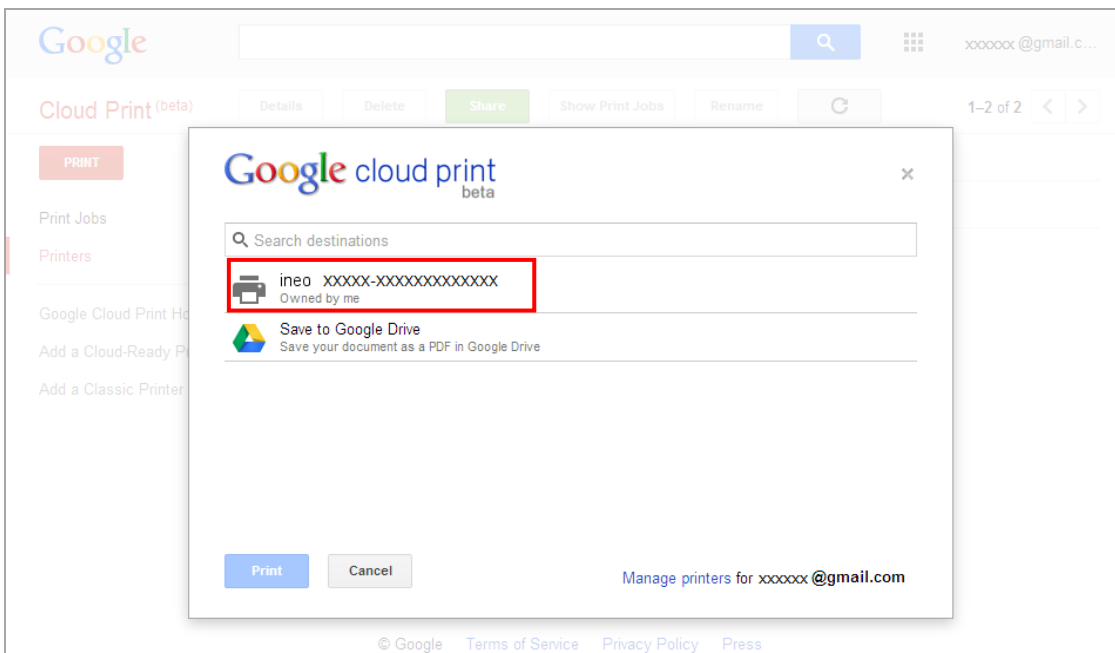 Google
xxxxxx @gmail.c...
Cloud Print (beta)
Details
Delete
Share
Show Print Jobs
Rename
1–2 of 2
PRINT
Print Jobs
Printers
Google Cloud Print Ho
Add a Cloud-Ready Pr
Add a Classic Printer
Google cloud print
beta
Search destinations
ineo XXXXX-XXXXXXXXXXXXX
Owned by me
Save to Google Drive
Save your document as a PDF in Google Drive
Print
Cancel
Manage printers for xxxxxx @gmail.com
© Google Terms of Service Privacy Policy Press